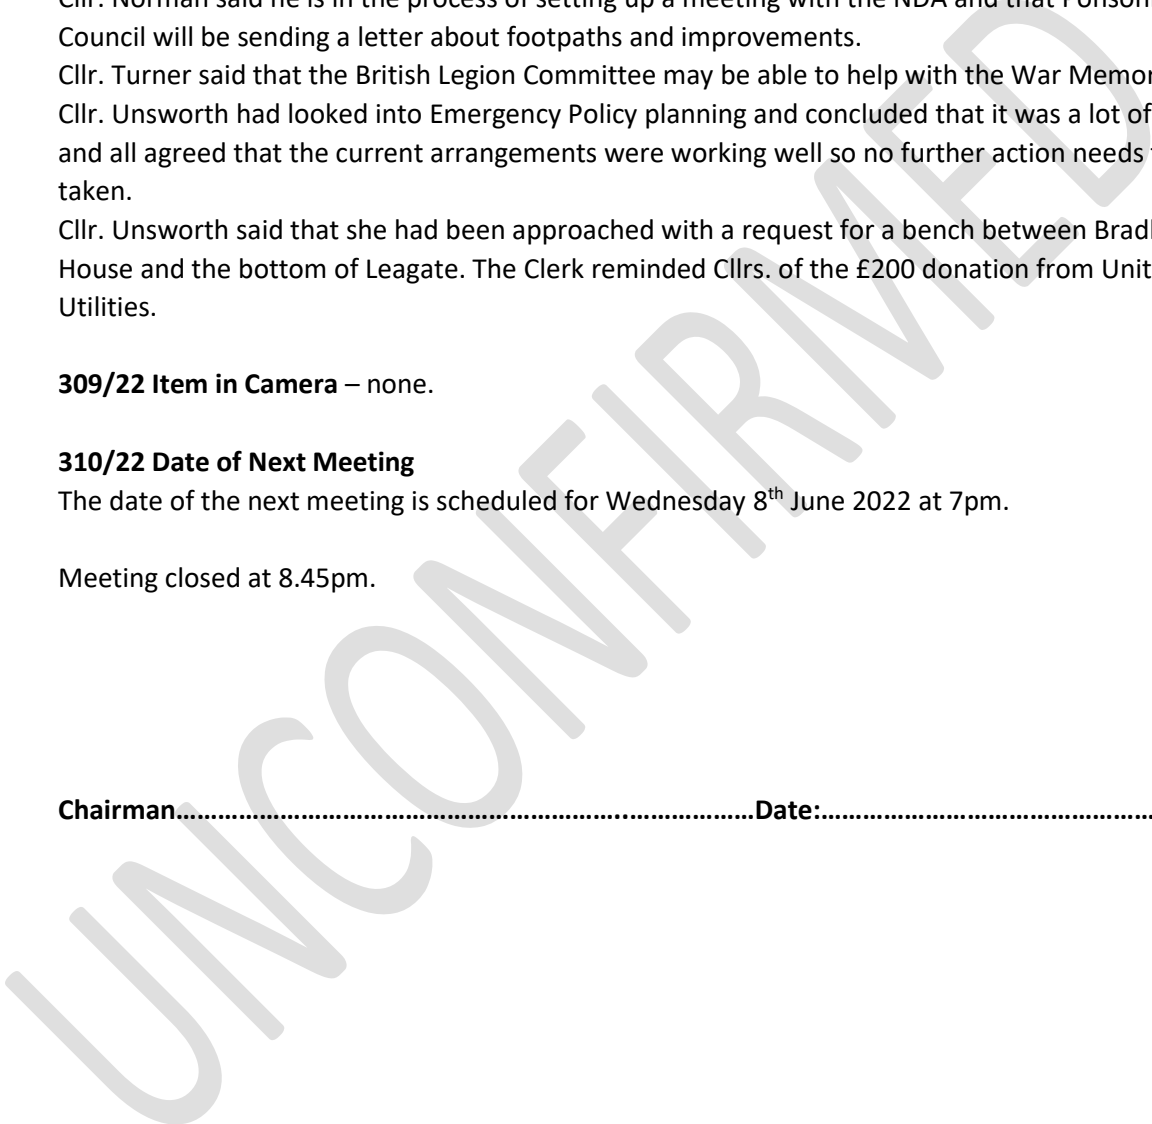 Cllr. Norman said he is in the process of setting up a meeting with the NDA and that
Council will be sending a letter about footpaths and improvements.
Cllr. Turner said that the British Legion Committee may be able to help with the War
Cllr. Unsworth had looked into Emergency Policy planning and concluded that it was a lot of
and all agreed that the current arrangements were working well so no further action needs
taken.
Cllr. Unsworth said that she had been approached with a request for a bench between
House and the bottom of Leagate. The Clerk reminded Cllrs. of the £200 donation from
Utilities.
309/22 Item in Camera – none.
310/22 Date of Next Meeting
The date of the next meeting is scheduled for Wednesday 8th June 2022 at 7pm.
Meeting closed at 8.45pm.
Chairman……………………………………………………..………………Date:…………………………………………
UNCONFIRMED